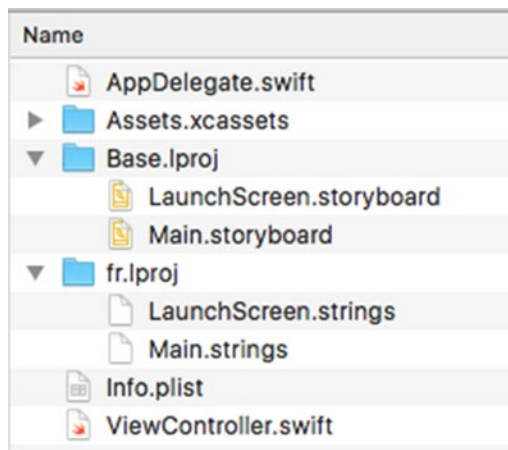 Name
AppDelegate.swift
Assets.xcassets
Base.lproj
LaunchScreen.storyboard
Main.storyboard
fr.lproj
LaunchScreen.strings
Main.strings
Info.plist
ViewController.swift